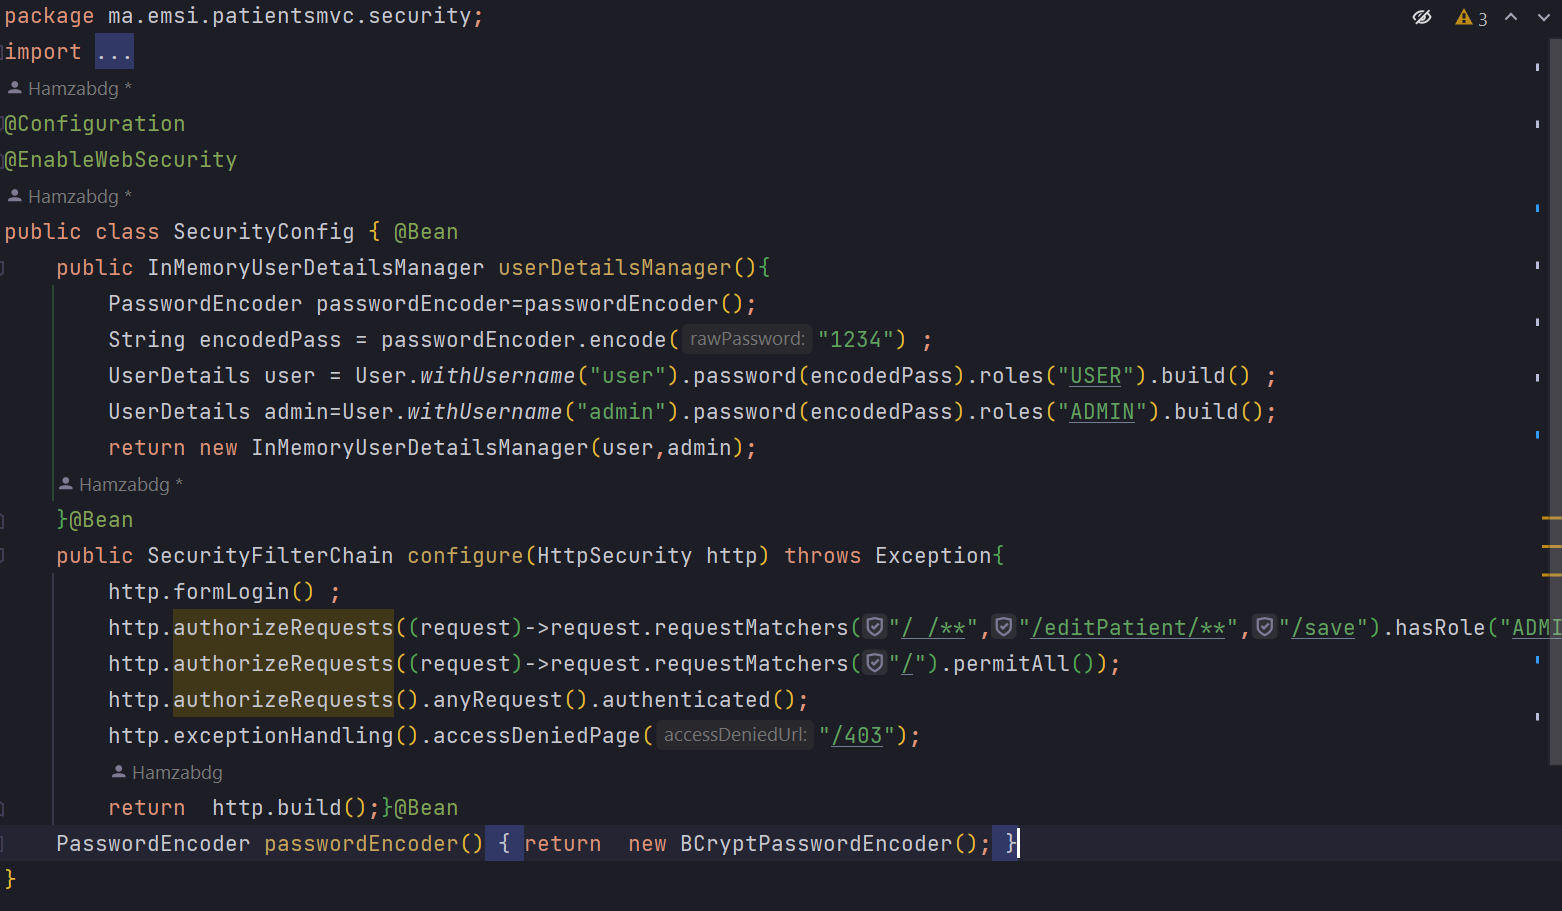 package ma.emsi.patientsmvc.security;
3
import ...
Hamzabdg *
@Configuration
@EnableWebSecurity
Hamzabdg *
public class SecurityConfig { @Bean
public InMemoryUserDetailsManager userDetailsManager(){
PasswordEncoder passwordEncoder=passwordEncoder();
String encodedPass = passwordEncoder.encode( rawPassword: "1234") ;
UserDetails user = User.withUsername("user").password(encodedPass).roles("USER").build() ;
UserDetails admin=User.withUsername("admin").password(encodedPass).roles("ADMIN").build();
return new InMemoryUserDetailsManager(user,admin);
Hamzabdg *
}@Bean
public SecurityFilterChain configure(HttpSecurity http) throws Exception{
http.formLogin() ;
http.authorizeRequests((request)->request.requestMatchers("/ /**","/editPatient/**","/save").hasRole("ADMI
http.authorizeRequests((request)->request.requestMatchers("/").permitAll());
http.authorizeRequests().anyRequest().authenticated();
http.exceptionHandling().accessDeniedPage( accessDeniedUrl: "/403");
Hamzabdg
return  http.build();}@Bean
PasswordEncoder passwordEncoder() { return  new BCryptPasswordEncoder(); }
}